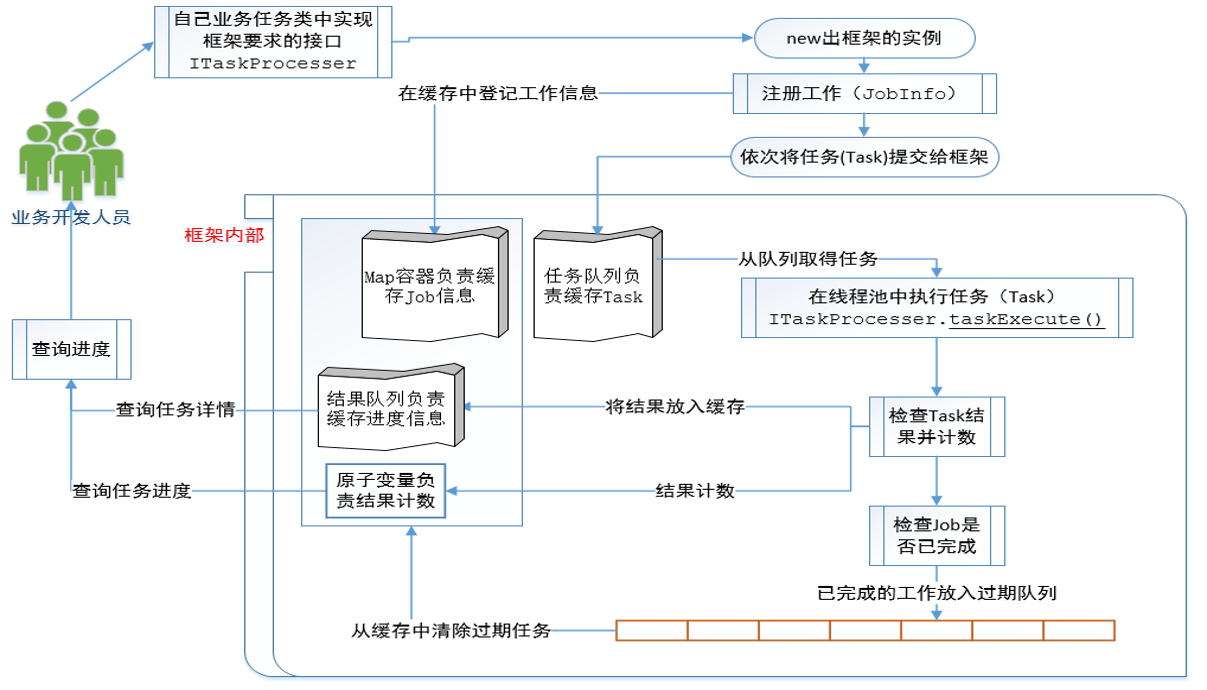 自己业务任务类中实现
框架要求的接口
ITaskProcesser
new出框架的实例
注册工作（JobInfo）
在缓存中登记工作信息
依次将任务(Task)提交给框架
业务开发人员
框架内部
Map容器负责缓
存Job信息
任务队列负
责缓存Task
从队列取得任务
在线程池中执行任务（Task）
ITaskProcesser.taskExecute()
查询进度
结果队列负责
缓存进度信息
查询任务详情
将结果放入缓存
检查Task结
果并计数
原子变量负
责结果计数
查询任务进度
结果计数
检查Job是
否已完成
已完成的工作放入过期队列
从缓存中清除过期任务